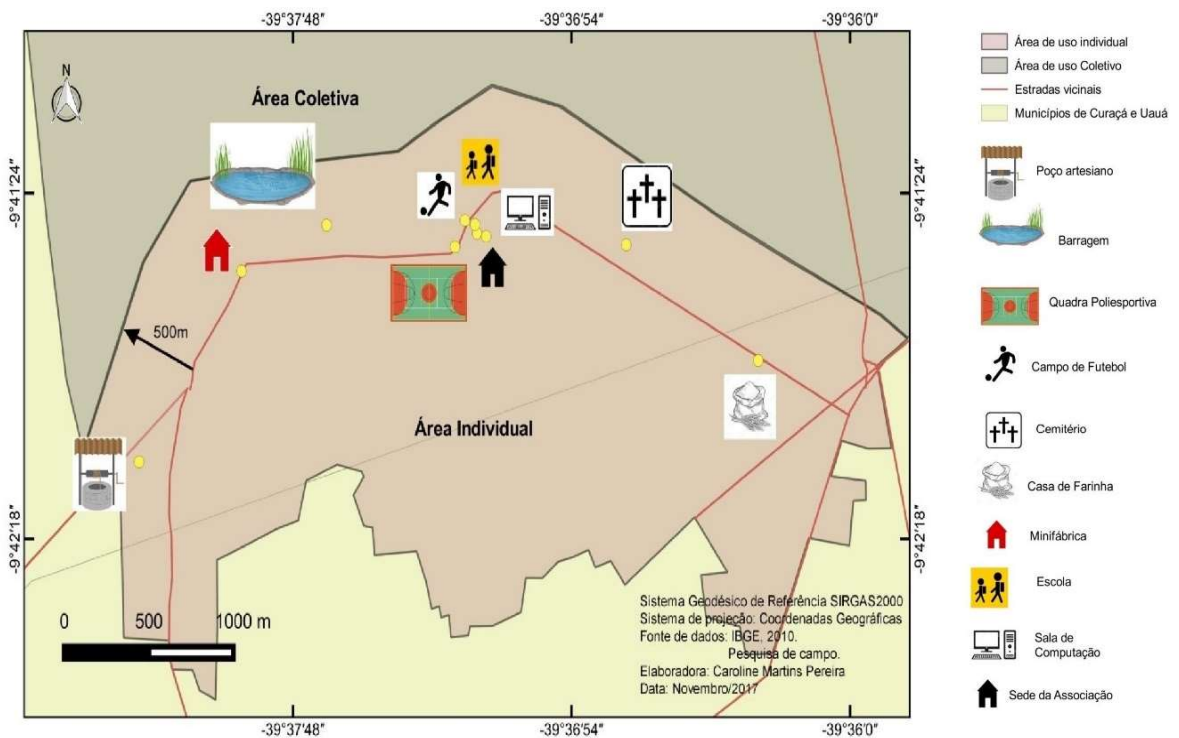 -39°37'48"
-39°36'54"
-39°36'0"
N
Área Coletiva
-9°41'24"
-9°41'24"
500m
Área Individual
-9°42'18"
-9°42'18"
0 500 1000 m
Sistema Geodésico de Referência SIRGAS2000
Sistema de projeção: Coordenadas Geográficas
Fonte de dados: IBGE, 2010.
Pesquisa de campo.
Elaboradora: Caroline Martins Pereira
Data: Novembro/2017
-39°37'48"
-39°36'54"
-39°36'0"
Área de uso individual
Área de uso Coletivo
Estradas vicinais
Municípios de Curaçá e Uauá
Poço artesiano
Barragem
Quadra Poliesportiva
Campo de Futebol
Cemitério
Casa de Farinha
Minifábrica
Escola
Sala de
Computação
Sede da Associação